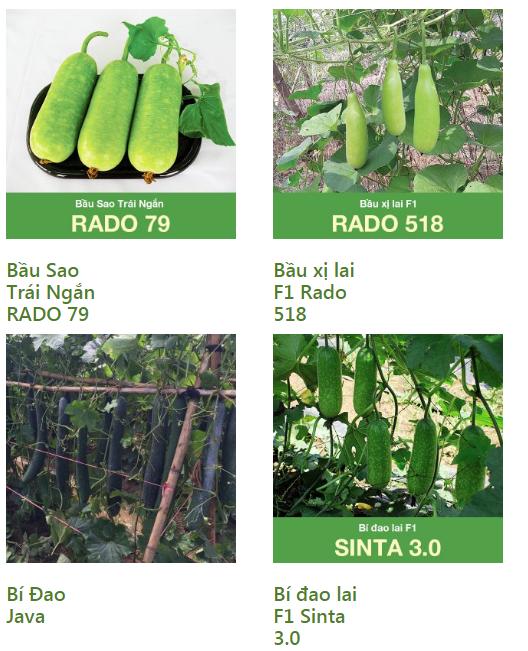 Bầu Sao Trái Ngắn
RADO 79
Bầu xị lai F1
RADO 518
Bầu Sao
Trái Ngắn
RADO 79
Bầu xị lai
F1 Rado
518
Bí đao lai F1
SINTA 3.0
Bí Đao
Java
Bí đao lai
F1 Sinta
3.0